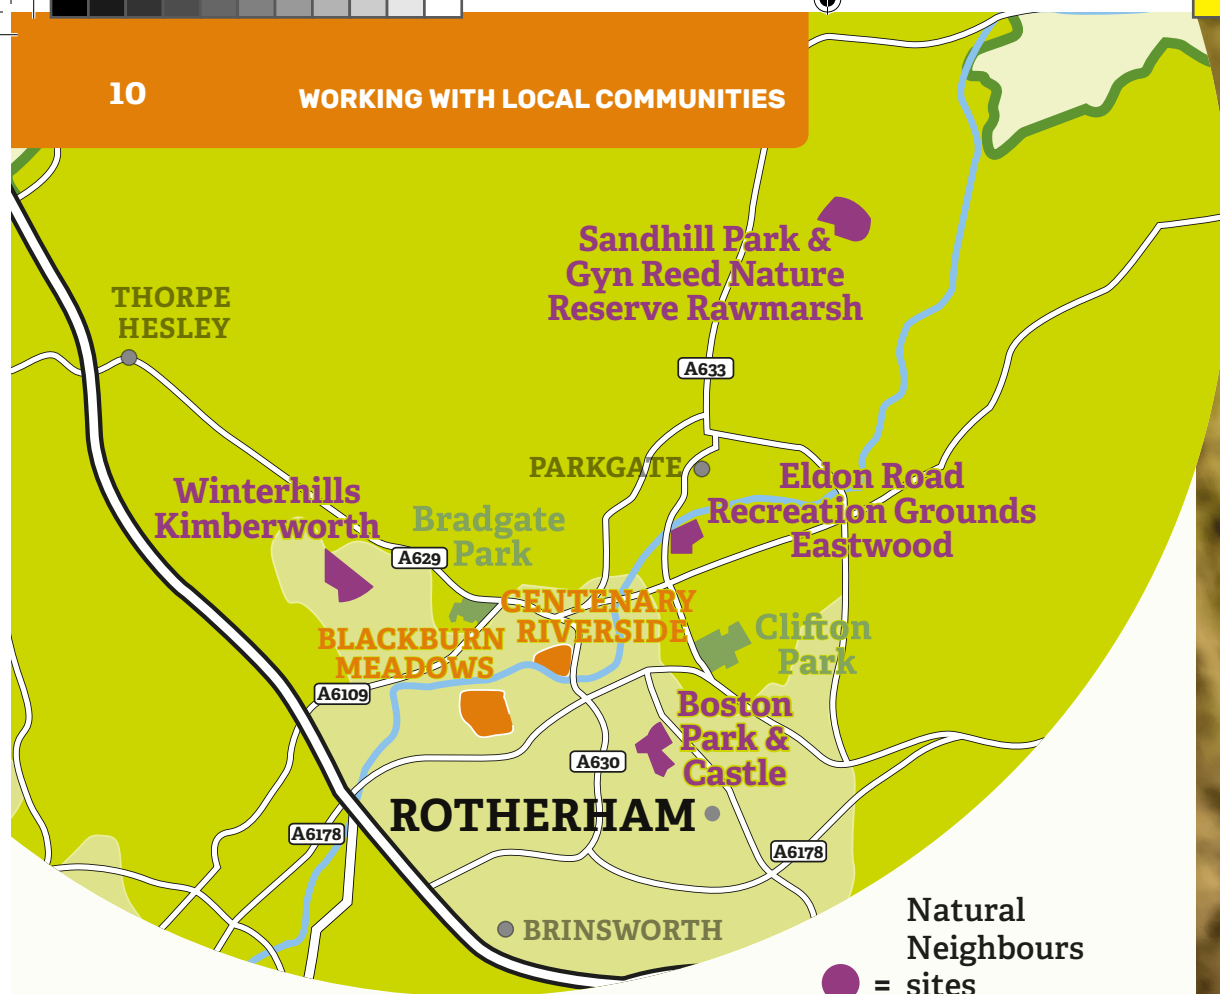 10
WORKING WITH LOCAL COMMUNITIES
Sandhill Park &
Gyn Reed Nature
Reserve Rawmarsh
THORPE
HESLEY
A633
PARKGATE
Eldon Road
Recreation Grounds
Eastwood
Winterhills
Kimberworth
Bradgate
Park
A629
CENTENARY
RIVERSIDE
BLACKBURN
MEADOWS
Clifton
Park
A6109
Boston
Park &
Castle
A630
ROTHERHAM
A6178
A6178
BRINSWORTH
Natural
Neighbours
= sites